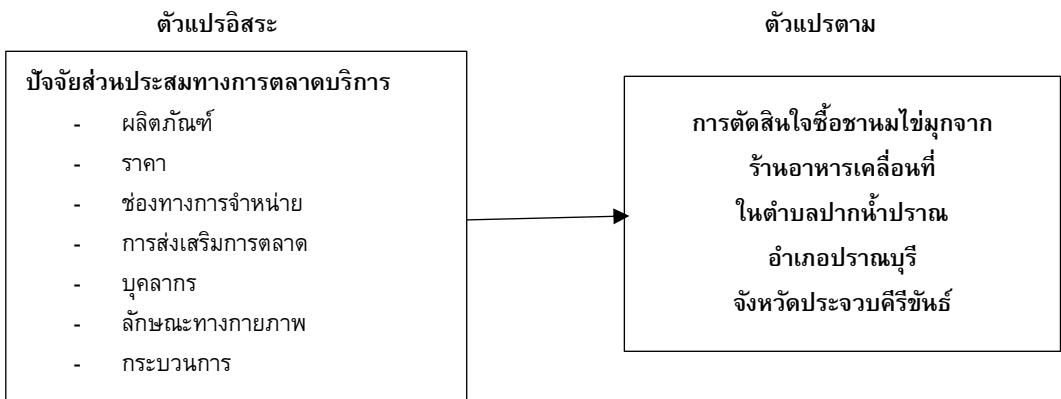 ตัวแปรอิสระ
ปัจจัยส่วนประสมทางการตลาดบริการ
- ผลิตภัณฑ์
- ราคา
- ช่องทางการจำหน่าย
- การส่งเสริมการตลาด
- บุคลากร
- ลักษณะทางกายภาพ
- กระบวนการ
ตัวแปรตาม
การตัดสินใจซื้อชานมไข่มุกจาก
ร้านอาหารเคลื่อนที่
ในตำบลปากน้ำปราณ
อำเภอปราณบุรี
จังหวัดประจวบคีรีขันธ์